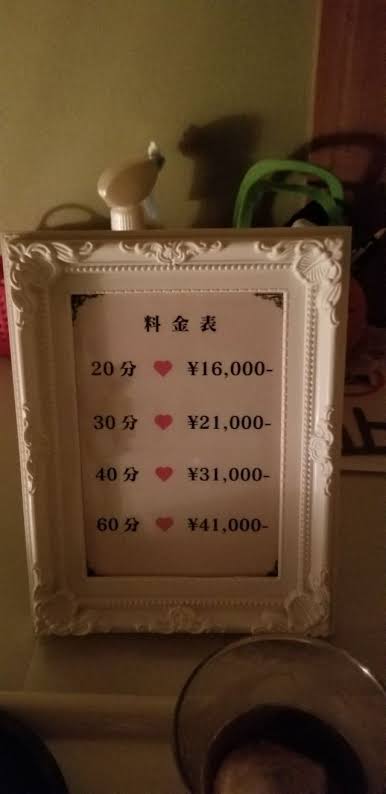 料金表
20分 ♥ ¥16,000-
30分 ♥ ¥21,000-
40分 ♥ ¥31,000-
60分 ♥ ¥41,000-